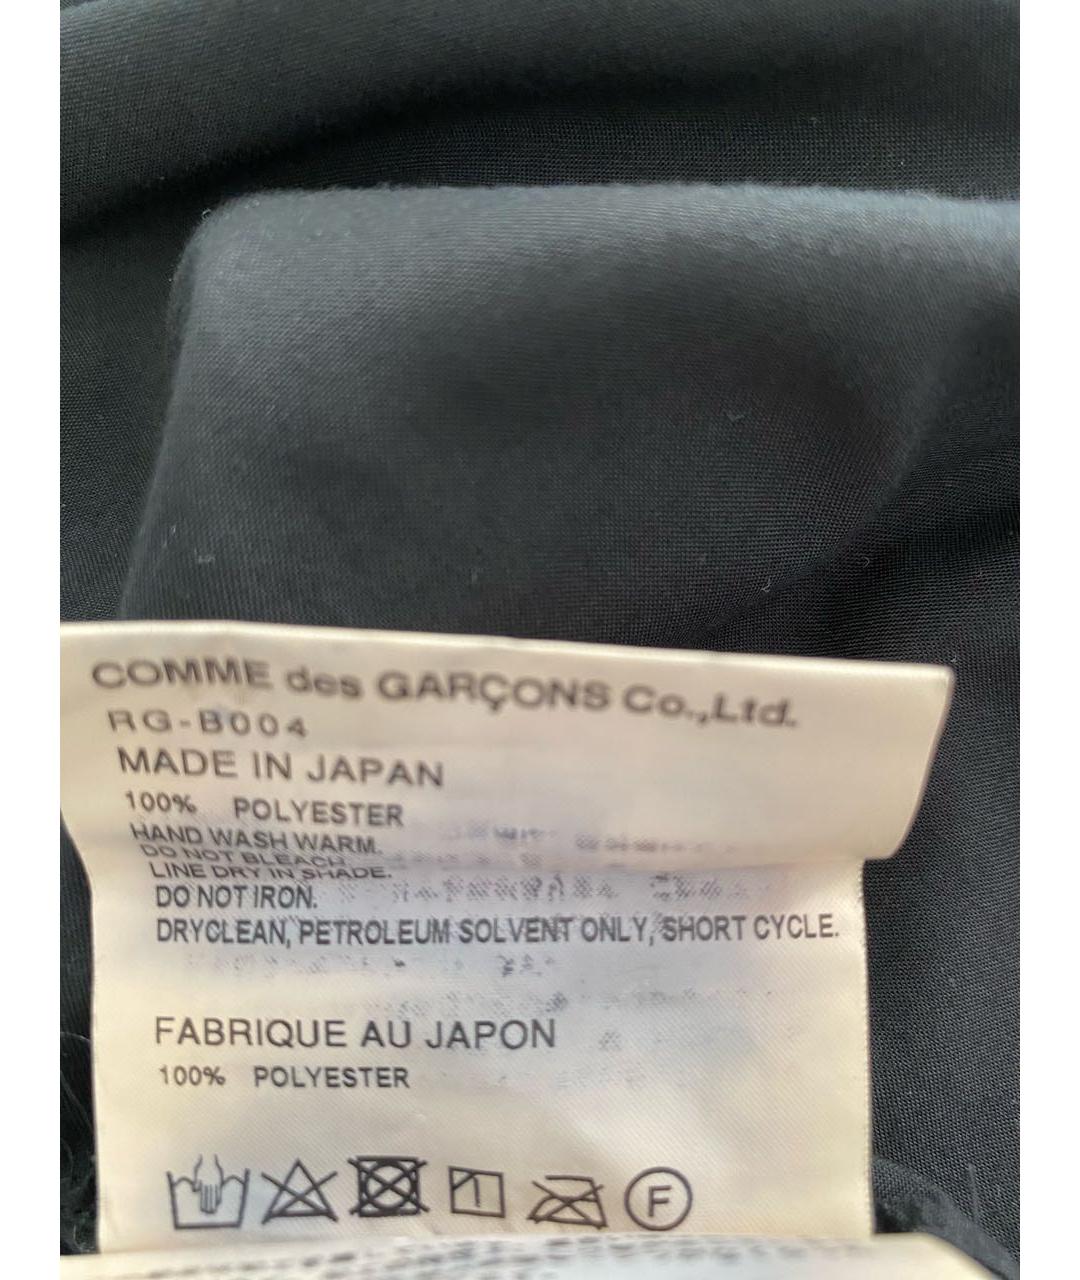 COMME des GARÇONS Co.,Ltd.
RG-B004
MADE IN JAPAN
100% POLYESTER
HAND WASH WARM.
DO NOT BLEACH.
LINE DRY IN SHADE.
DO NOT IRON.
DRYCLEAN, PETROLEUM SOLVENT ONLY, SHORT CYCLE.
FABRIQUE AU JAPON
100% POLYESTER
F